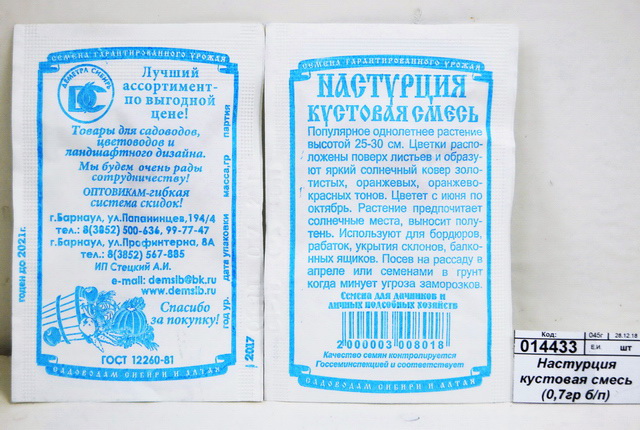 СЕМЕНА ГАРАНТИРОВАННОГО УРОЖАЯ
ДЕМЕТРА СИБИРЬ
Лучший
ассортимент-
по выгодной
цене!
Товары для садоводов,
цветоводов и
ландшафтного дизайна.
Мы будем очень рады
сотрудничеству!
ОПТОВИКАМ-гибкая
система скидок!
г.Барнаул, ул.Папанинцев,194/4
тел.: 8(3852) 500-636, 99-77-47
г.Барнаул, ул.Профинтерна, 8А
тел.: 8(3852) 567-885
ИП Стецкий А.И.
e-mail: demsib@bk.ru
www.demsib.ru
Спасибо
за покупку!
ГОСТ 12260-81
САДОВОДАМ СИБИРИ И АЛТАЯ
годен до 2021г.
год ур. дата упаковки масса,гр партия
2017
СЕМЕНА ГАРАНТИРОВАННОГО УРОЖАЯ
НАСТУРЦИЯ
КУСТОВАЯ СМЕСЬ
Популярное однолетнее растение
высотой 25-30 см. Цветки распо-
ложены поверх листьев и образу-
ют яркий солнечный ковер золо-
тистых, оранжевых, оранжево-
красных тонов. Цветет с июня по
октябрь. Растение предпочитает
солнечные места, выносит полу-
тень. Используют для бордюров,
рабаток, укрытия склонов, балкон-
ных ящиков. Посев на рассаду в
апреле или семенами в грунт
когда минует угроза заморозков.
Семена для дачников и
личных подсобных хозяйств
2000003 008018
Качество семян контролируется
Госсеминспекцией и соответствует.
САДОВОДАМ СИБИРИ И АЛТАЯ
Код: 045г 28.12.18
014433 Е.И. шт
Настурция
кустовая смесь
(0,7гр б/п)